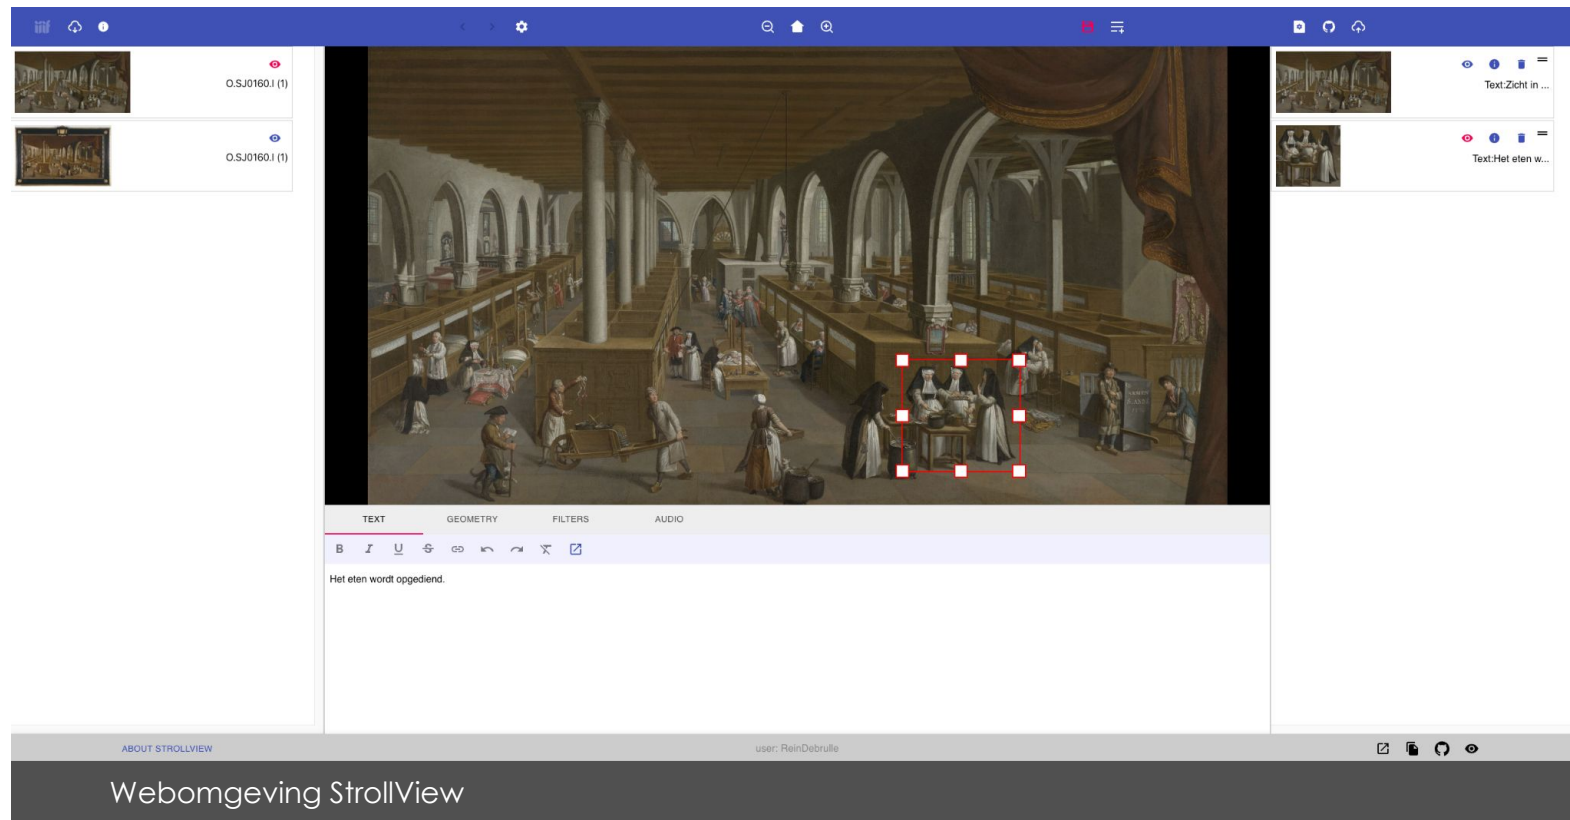 iiif
O.SJ0160.I (1)
O.SJ0160.I (1)
Text:Zicht in ...
Text:Het eten w...
TEXT GEOMETRY FILTERS AUDIO
B I U S
Het eten wordt opgediend.
ABOUT STROLLVIEW user: ReinDebrulle
Webomgeving StrollView